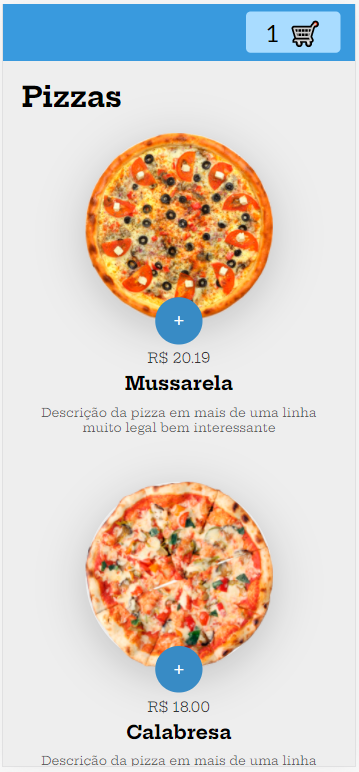 1
Pizzas
+
R$ 20.19
Mussarela
Descrição da pizza em mais de uma linha
muito legal bem interessante
+
R$ 18.00
Calabresa
Descrição da pizza em mais de uma linha